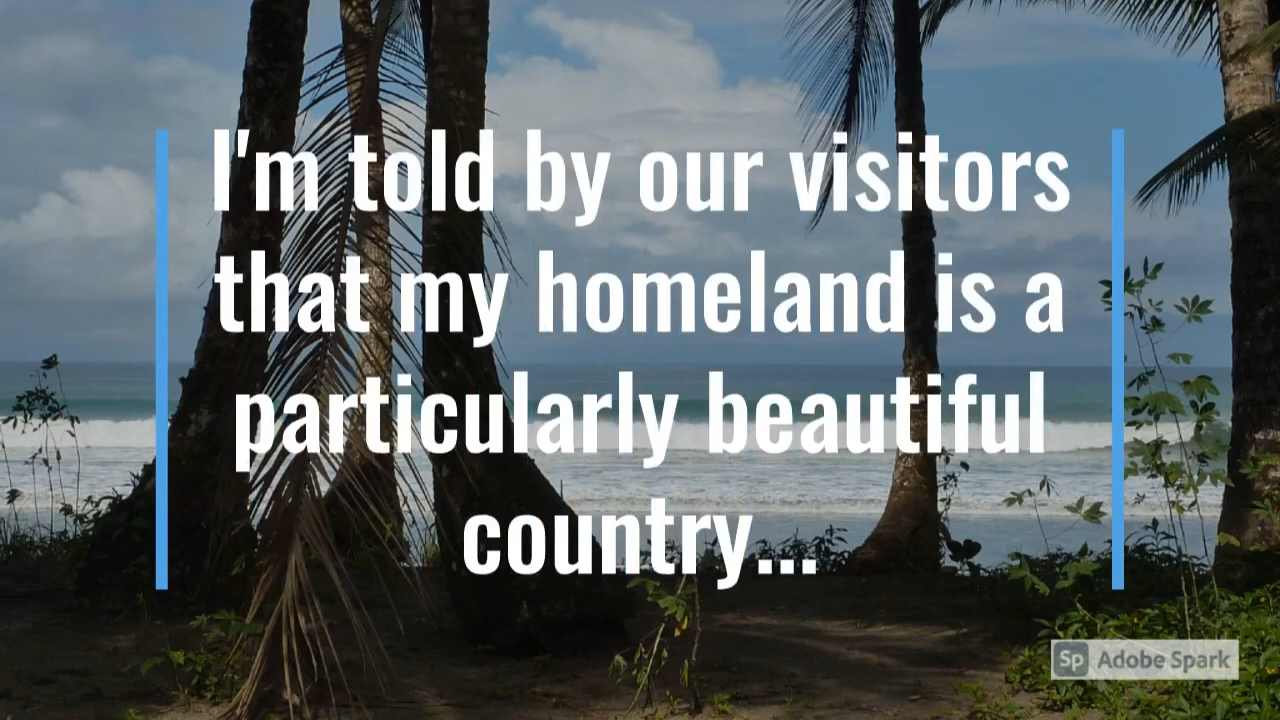 I'm told by our visitors
that my homeland is a
particularly beautiful
country...
Sp Adobe Spark